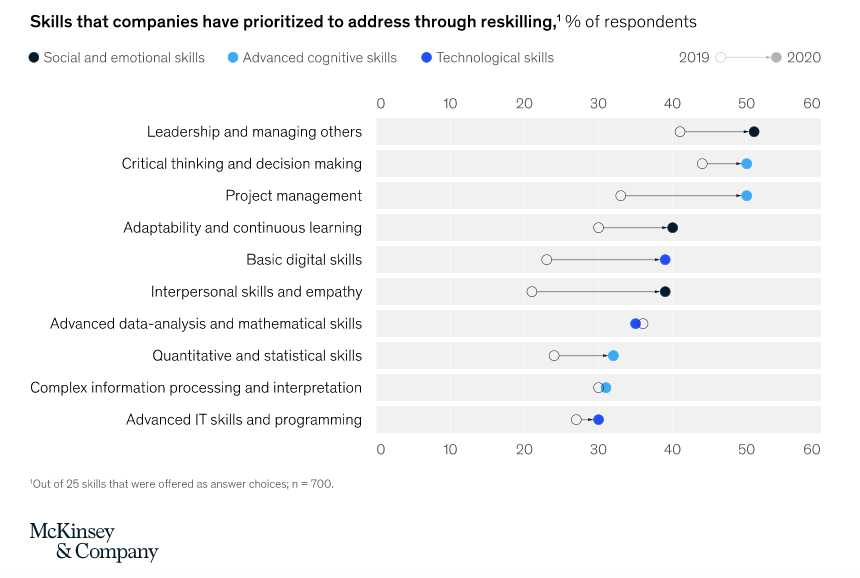 Skills that companies have prioritized to address through reskilling,¹ % of respondents
Social and emotional skills Advanced cognitive skills Technological skills 2019 2020
0 10 20 30 40 50 60
Leadership and managing others
Critical thinking and decision making
Project management
Adaptability and continuous learning
Basic digital skills
Interpersonal skills and empathy
Advanced data-analysis and mathematical skills
Quantitative and statistical skills
Complex information processing and interpretation
Advanced IT skills and programming
0 10 20 30 40 50 60
¹Out of 25 skills that were offered as answer choices; n = 700.
McKinsey
& Company